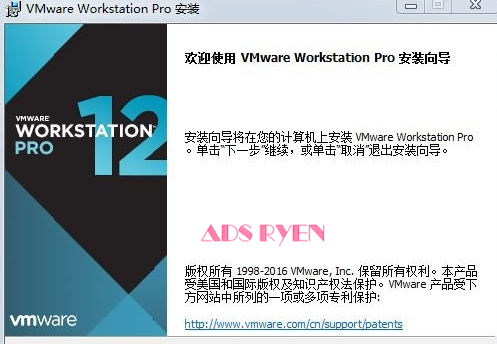 VMware Workstation Pro 安装
欢迎使用 VMware Workstation Pro 安装向导
VMWARE
WORKSTATION
PRO
12
安装向导将在您的计算机上安装 VMware Workstation Pro
。单击“下一步”继续，或单击“取消”退出安装向导。
ADS RYEN
版权所有 1998-2016 VMware, Inc. 保留所有权利。本产品
受美国和国际版权及知识产权法保护。VMware 产品受下
方网站中所列的一项或多项专利保护:
vmware
http://www.vmware.com/cn/support/patents